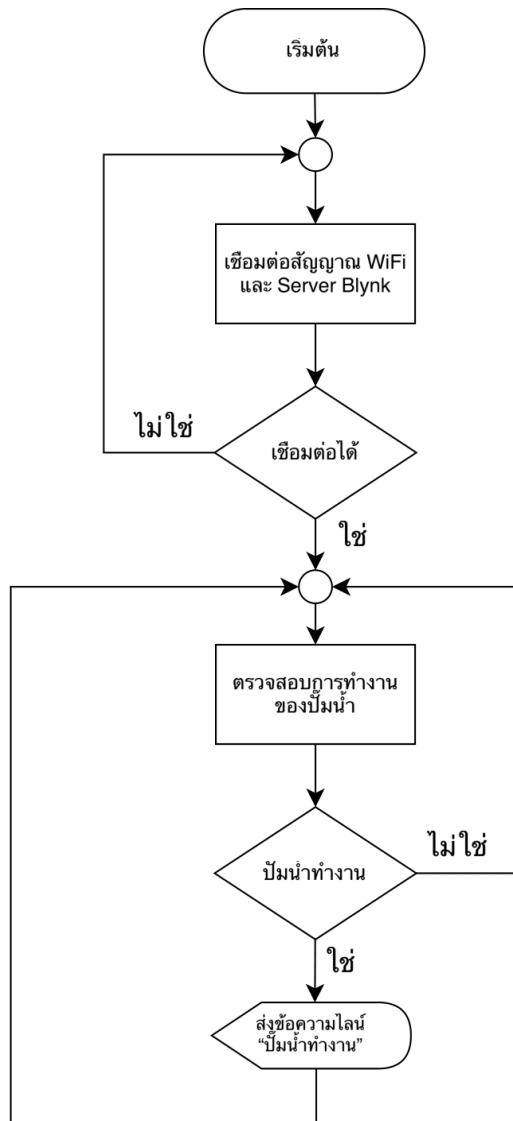 เริ่มต้น
เชื่อมต่อสัญญาณ WiFi
และ Server Blynk
ไม่ใช่
เชื่อมต่อได้
ใช่
ตรวจสอบการทำงาน
ของปั๊มน้ำ
ไม่ใช่
ปั๊มน้ำทำงาน
ใช่
ส่งข้อความไลน์
“ปั๊มน้ำทำงาน”